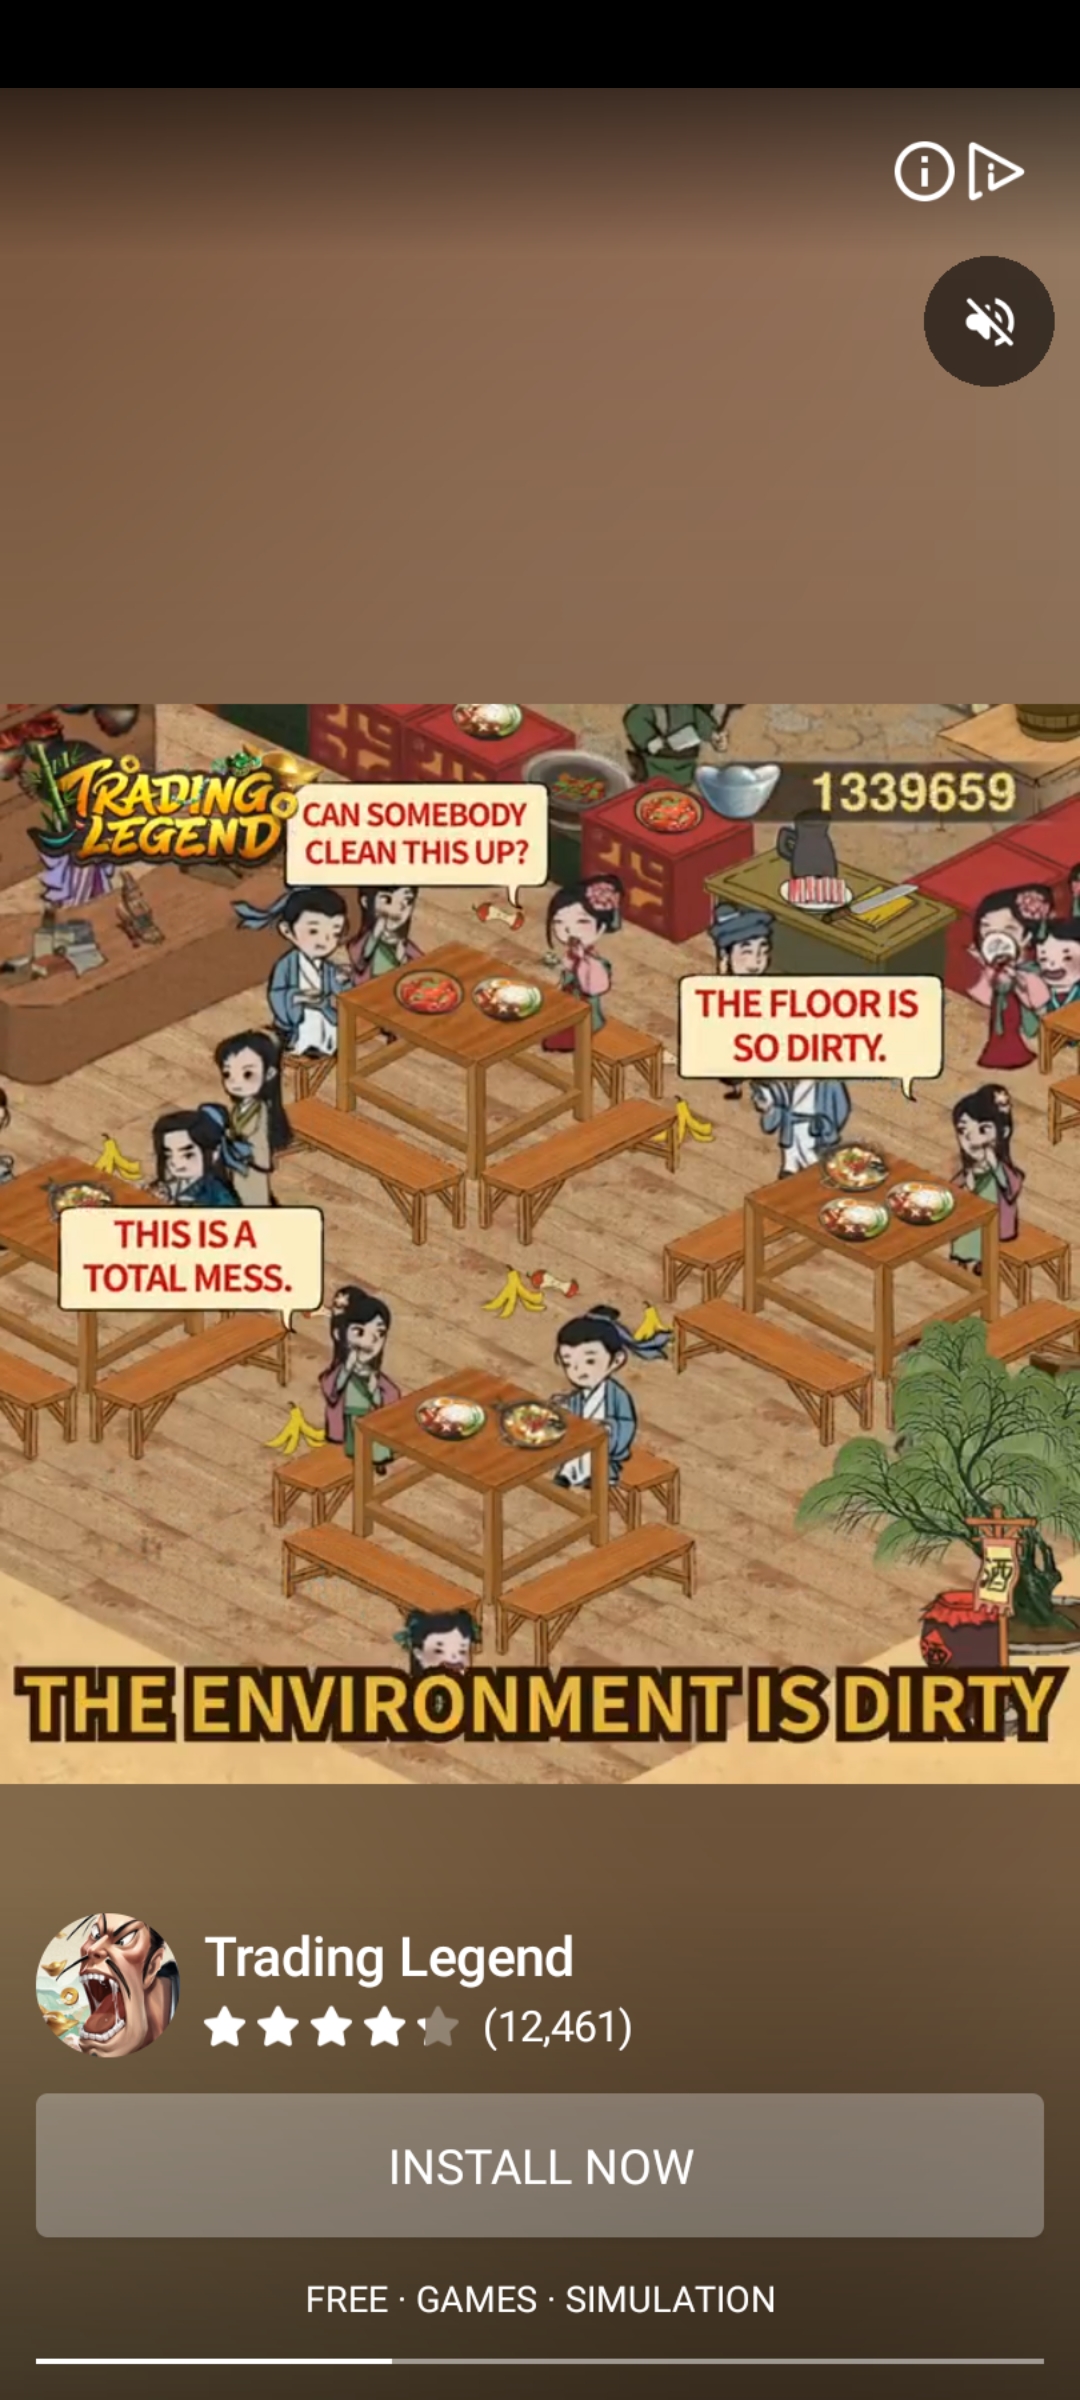 TRADING
LEGEND
1339659
CAN SOMEBODY
CLEAN THIS UP?
THE FLOOR IS
SO DIRTY.
THIS IS A
TOTAL MESS.
酒
THE ENVIRONMENT IS DIRTY
Trading Legend
(12,461)
INSTALL NOW
FREE · GAMES · SIMULATION